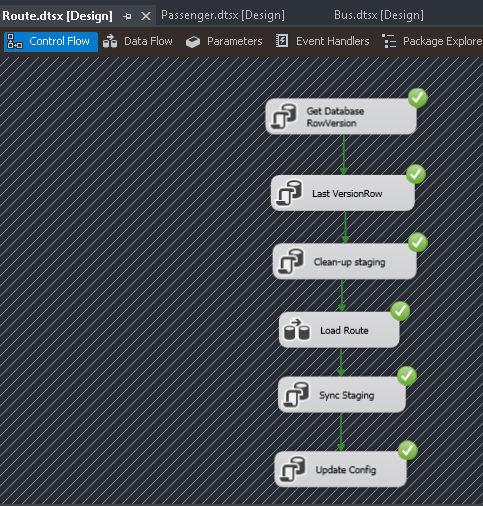 Route.dtsx [Design]
Passenger.dtsx [Design]
Bus.dtsx [Design]
Control Flow
Data Flow
Parameters
Event Handlers
Package Explore
Get Database
RowVersion
Last VersionRow
Clean-up staging
Load Route
Sync Staging
Update Config